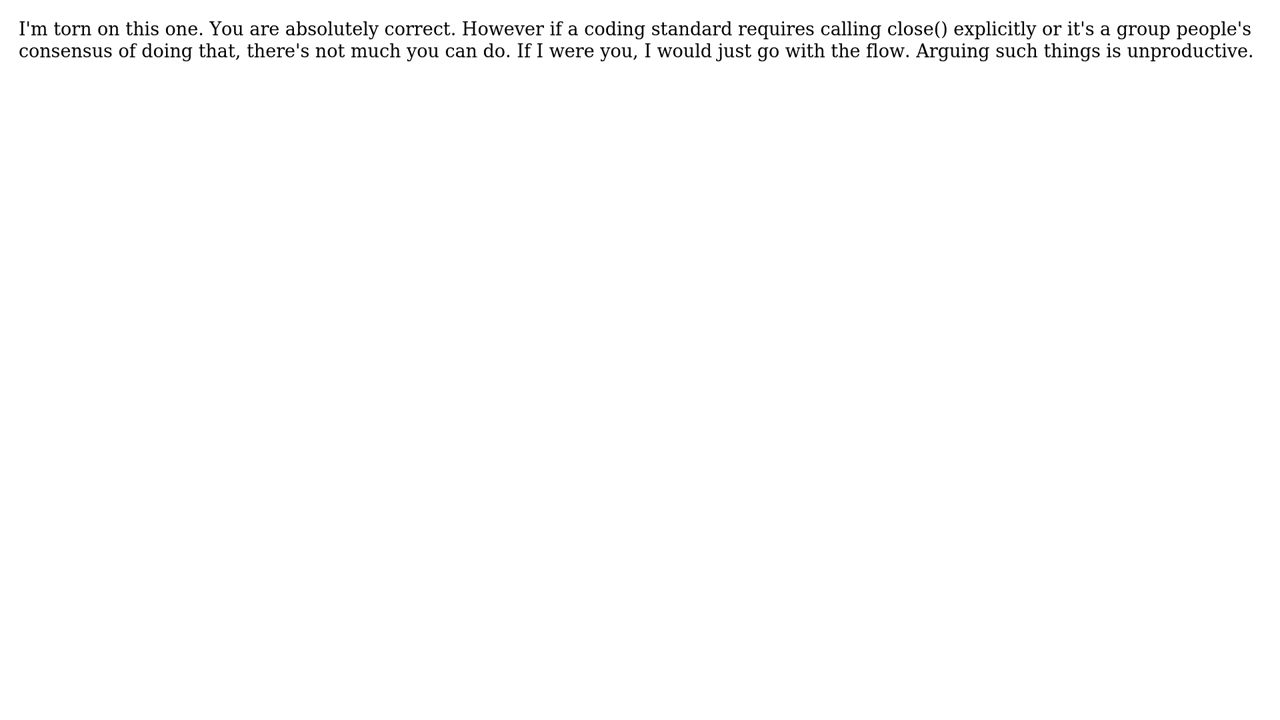 I'm torn on this one. You are absolutely correct. However if a coding standard requires calling close() explicitly or it's a group people's
consensus of doing that, there's not much you can do. If I were you, I would just go with the flow. Arguing such things is unproductive.